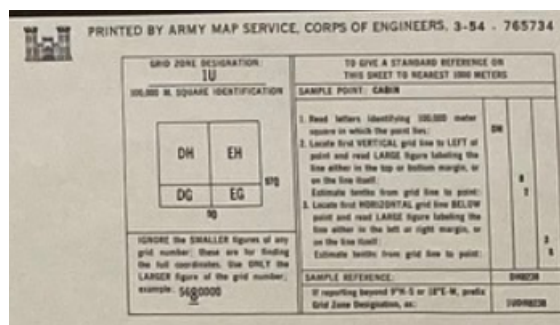 PRINTED BY ARMY MAP SERVICE, CORPS OF ENGINEERS. 3-54 - 765734
GRID ZONE DESIGNATION:
1U
100,000 M. SQUARE IDENTIFICATION
DH EH
DG EG
IGNORE the SMALLER figures of any
grid number; these are for finding
the full coordinates. Use ONLY the
LARGER figure of the grid number;
example: 5680000
TO GIVE A STANDARD REFERENCE ON
THIS SHEET TO NEAREST 1000 METERS
SAMPLE POINT: CABIN
1. Read letters identifying 100,000 meter
square in which the point lies:
DH
2. Locate first VERTICAL grid line to LEFT of
point and read LARGE figure labeling the
line either in the top or bottom margin, or
on the line itself:
Estimate tenths from grid line to point:
3. Locate first HORIZONTAL grid line BELOW
point and read LARGE figure labeling the
line either in the left or right margin, or
on the line itself:
Estimate tenths from grid line to point:
SAMPLE REFERENCE:
If reporting beyond
prefix
Grid Zone Designation, as: